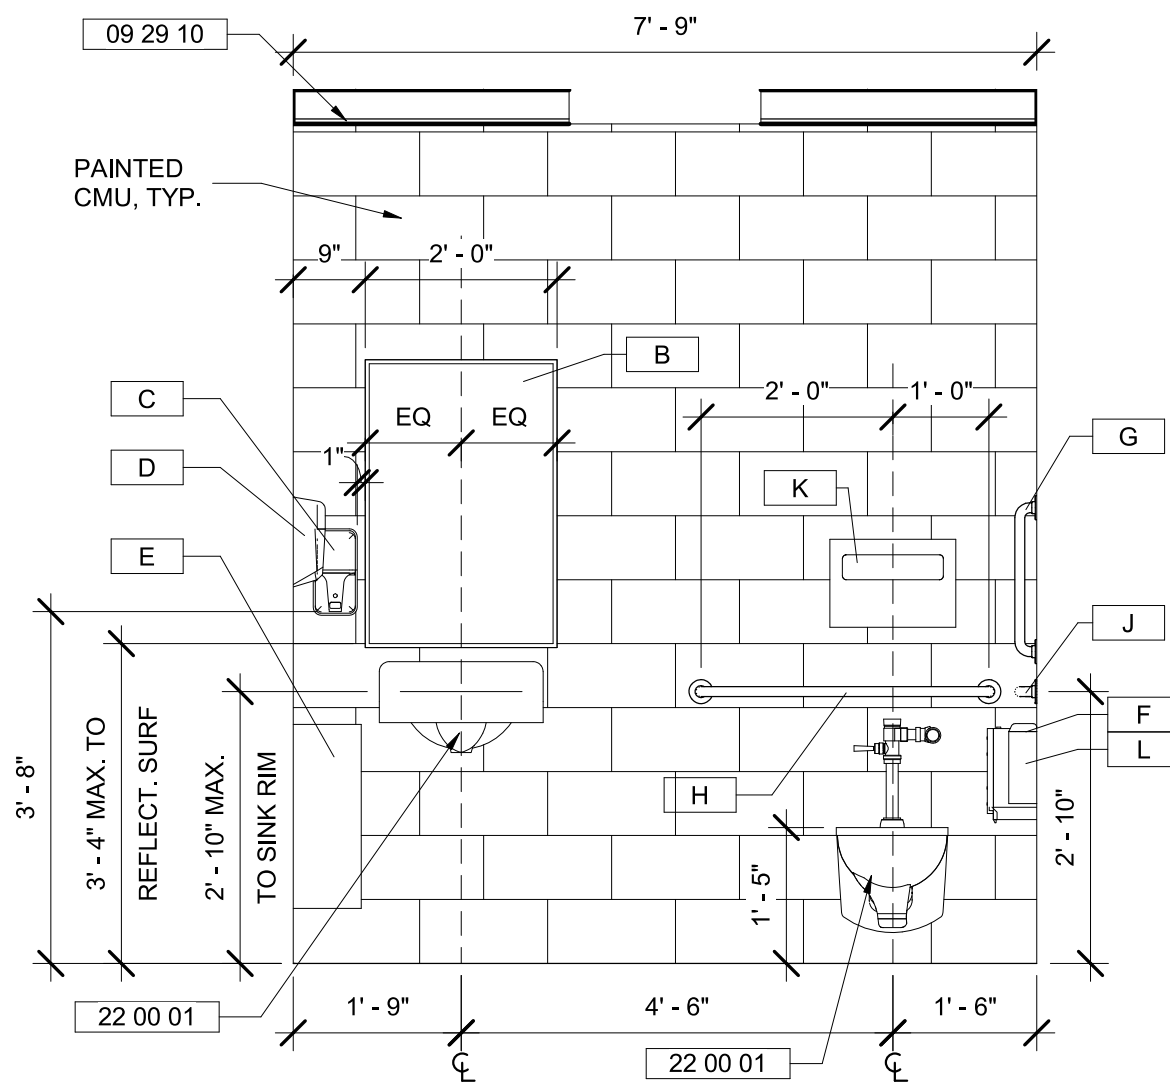 09 29 10
7' - 9"
PAINTED
CMU, TYP.
9"
2' - 0"
B
C
EQ
EQ
2' - 0"
1' - 0"
D
1"
G
K
E
J
F
L
H
3' - 8"
3' - 4" MAX. TO
REFLECT. SURF
2' - 10" MAX.
TO SINK RIM
1' - 5"
2' - 10"
22 00 01
1' - 9"
4' - 6"
1' - 6"
22 00 01
CL
CL